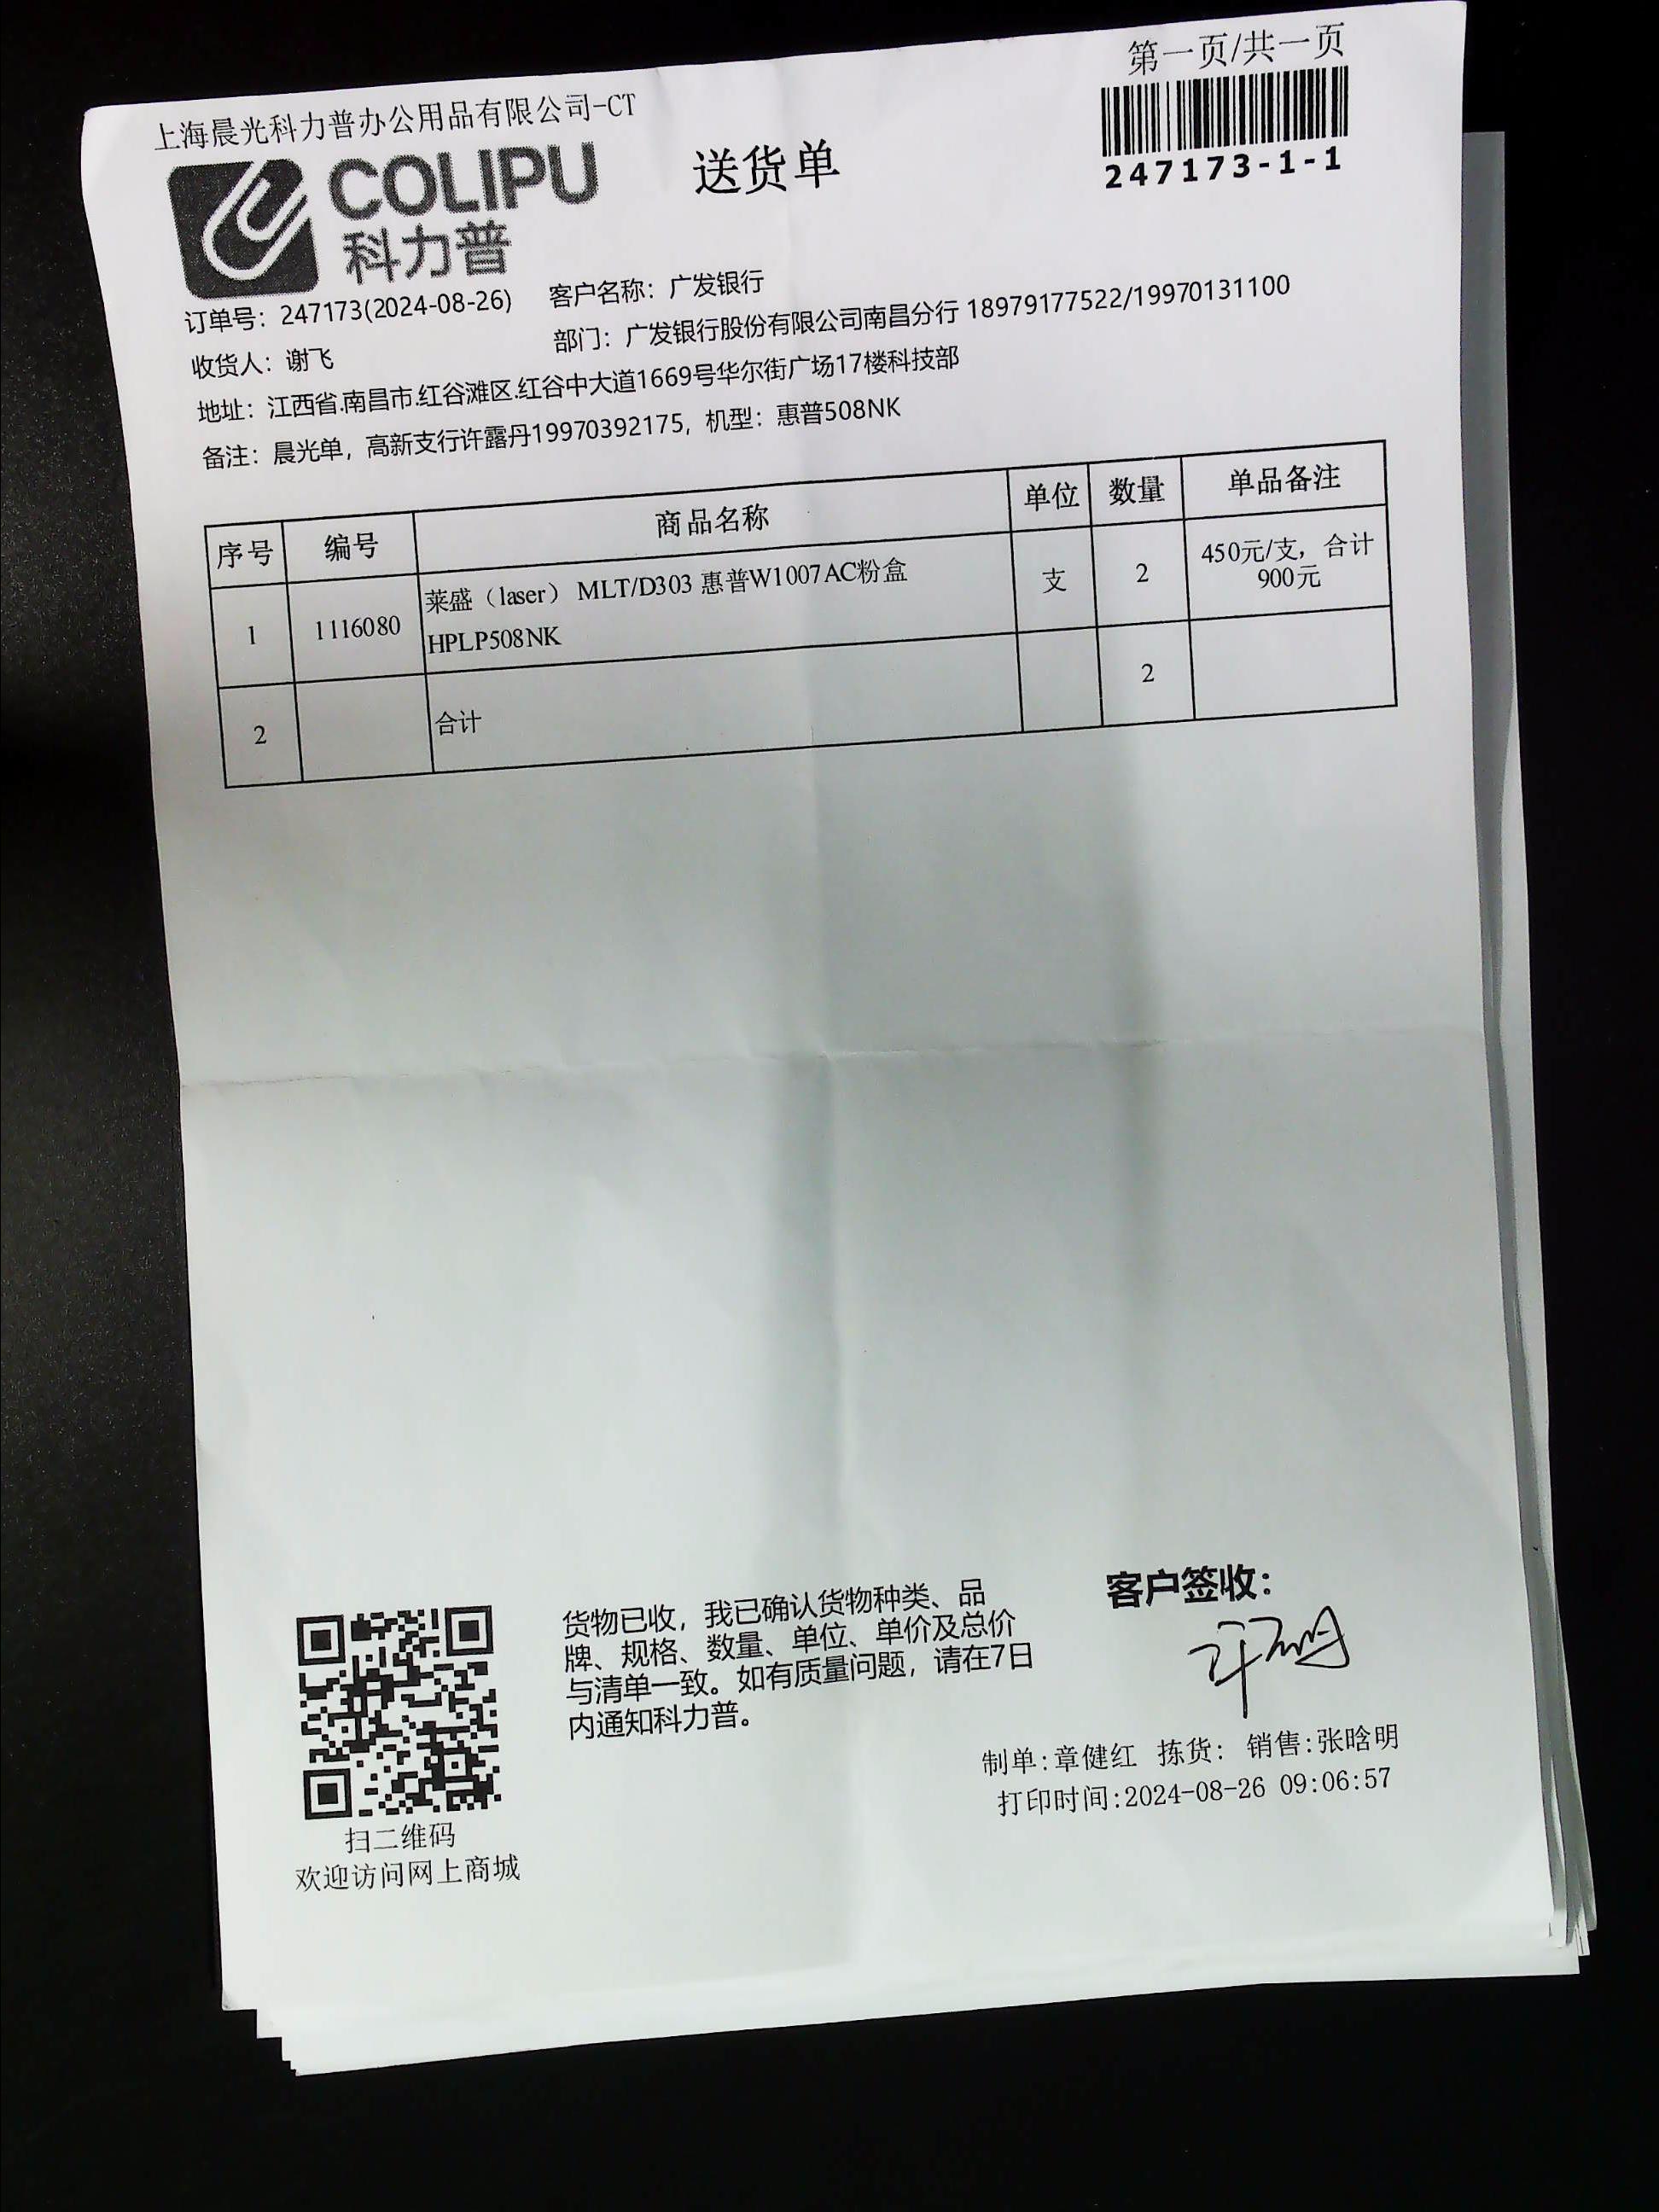 第一页/共一页
上海晨光科力普办公用品有限公司-CT
COLIPU
科力普
送货单
247173-1-1
订单号：247173(2024-08-26) 客户名称：广发银行
收货人：谢飞 部门：广发银行股份有限公司南昌分行 18979177522/19970131100
地址：江西省.南昌市.红谷滩区.红谷中大道1669号华尔街广场17楼科技部
备注：晨光单，高新支行许露丹19970392175，机型：惠普508NK
序号 编号 商品名称 单位 数量 单品备注
1 1116080 莱盛（laser） MLT/D303 惠普W1007AC粉盒 支 2 450元/支，合计
HPLP508NK 900元
2 合计 2
客户签收：
货物已收，我已确认货物种类、品
牌、规格、数量、单位、单价及总价
与清单一致。如有质量问题，请在7日
内通知科力普。
制单:章健红 拣货: 销售:张晗明
打印时间:2024-08-26 09:06:57
扫二维码
欢迎访问网上商城